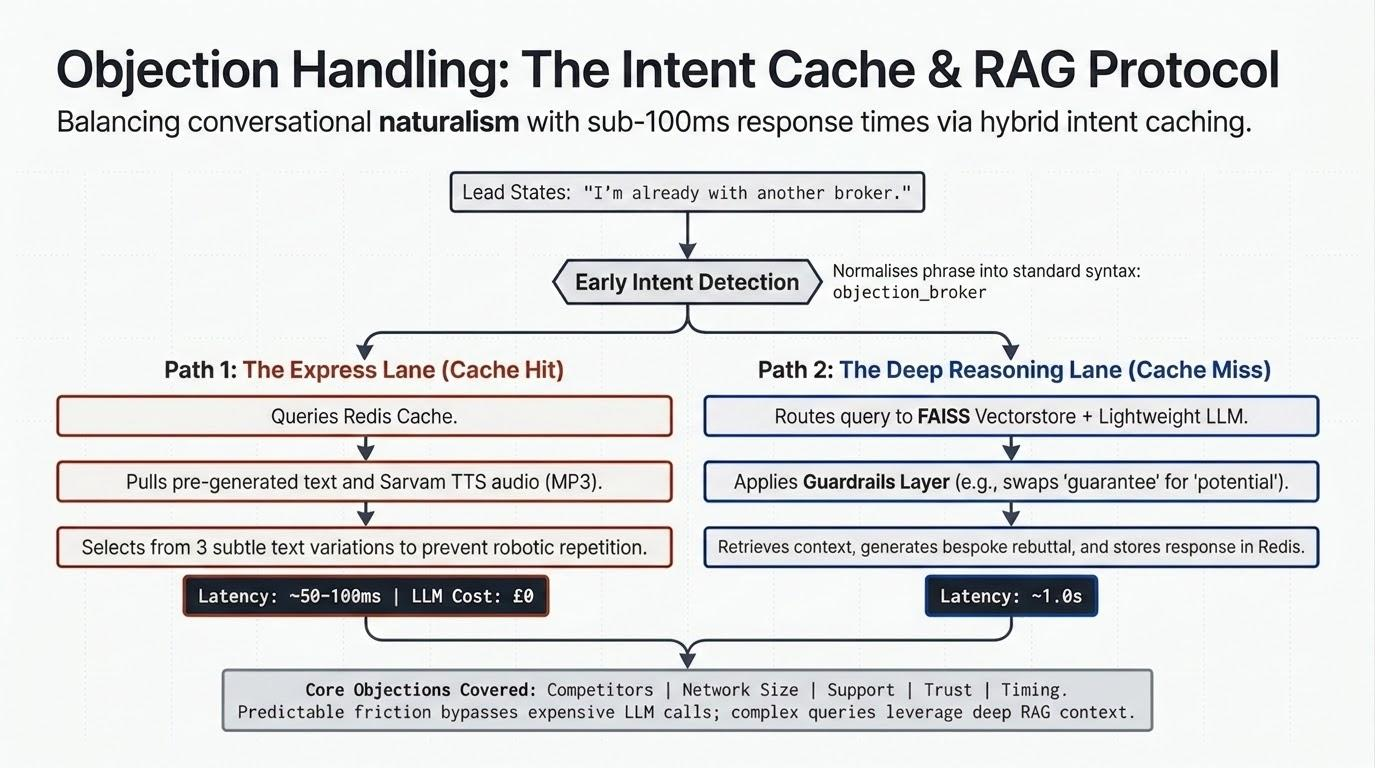 Objection Handling: The Intent Cache & RAG Protocol
Balancing conversational naturalism with sub-100ms response times via hybrid intent caching.
Lead States: "I'm already with another broker."
Early Intent Detection
Normalises phrase into standard syntax:
objection_broker
Path 1: The Express Lane (Cache Hit)
Queries Redis Cache.
Pulls pre-generated text and Sarvam TTS audio (MP3).
Selects from 3 subtle text variations to prevent robotic repetition.
Latency: ~50-100ms | LLM Cost: £0
Path 2: The Deep Reasoning Lane (Cache Miss)
Routes query to FAISS Vectorstore + Lightweight LLM.
Applies Guardrails Layer (e.g., swaps 'guarantee' for 'potential').
Retrieves context, generates bespoke rebuttal, and stores response in Redis.
Latency: ~1.0s
Core Objections Covered: Competitors | Network Size | Support | Trust | Timing.
Predictable friction bypasses expensive LLM calls; complex queries leverage deep RAG context.